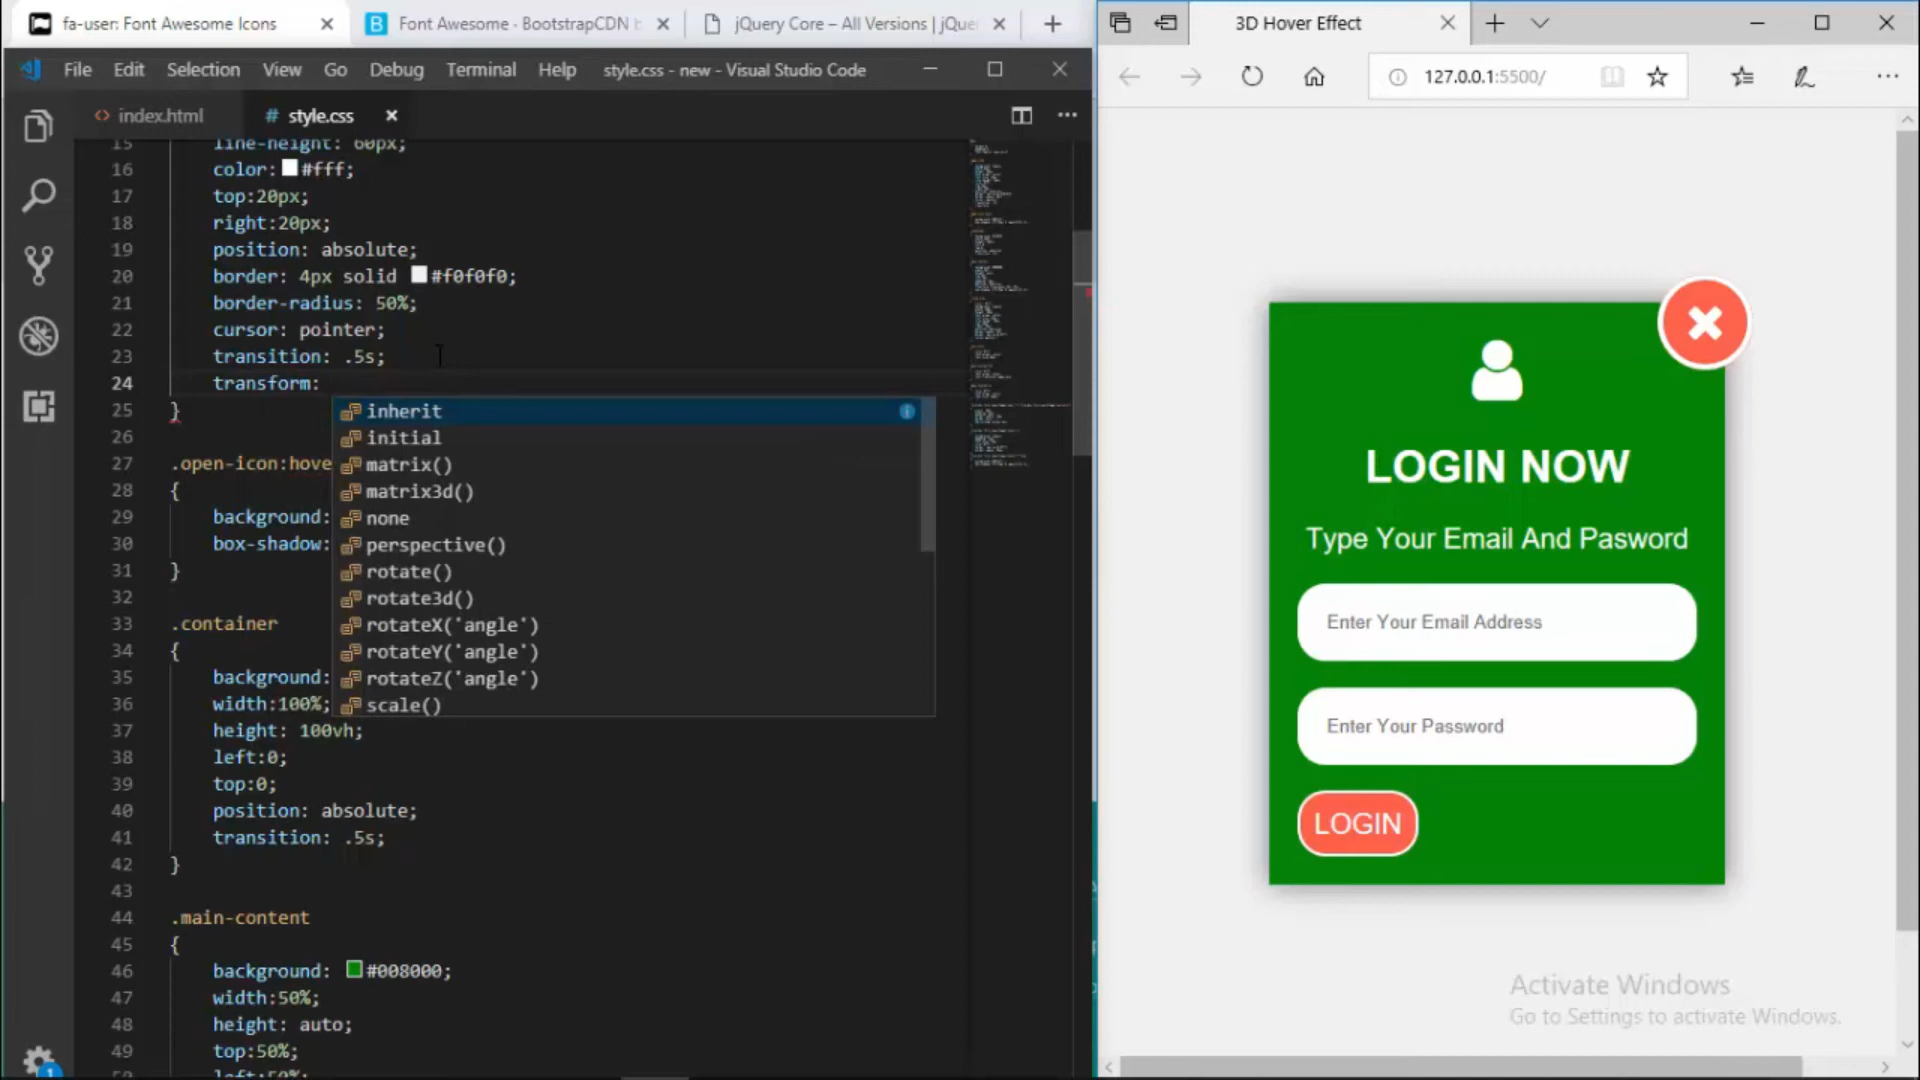 fa-user: Font Awesome Icons
Font Awesome · BootstrapCDN b
jQuery Core – All Versions | jQue
File Edit Selection View Go Debug Terminal Help style.css - new - Visual Studio Code
<> index.html
# style.css
15 line-height: 60px;
16 color: #fff;
17 top:20px;
18 right:20px;
19 position: absolute;
20 border: 4px solid #f0f0f0;
21 border-radius: 50%;
22 cursor: pointer;
23 transition: .5s;
24 transform:
25 }
26
27 .open-icon:hove
28 {
29 background:
30 box-shadow:
31 }
32
33 .container
34 {
35 background:
36 width:100%;
37 height: 100vh;
38 left:0;
39 top:0;
40 position: absolute;
41 transition: .5s;
42 }
43
44 .main-content
45 {
46 background: #008000;
47 width:50%;
48 height: auto;
49 top:50%;
50 left:50%;
inherit
initial
matrix()
matrix3d()
none
perspective()
rotate()
rotate3d()
rotateX('angle')
rotateY('angle')
rotateZ('angle')
scale()
1
3D Hover Effect
127.0.0.1:5500/
LOGIN NOW
Type Your Email And Pasword
Enter Your Email Address
Enter Your Password
LOGIN
Activate Windows
Go to Settings to activate Windows.